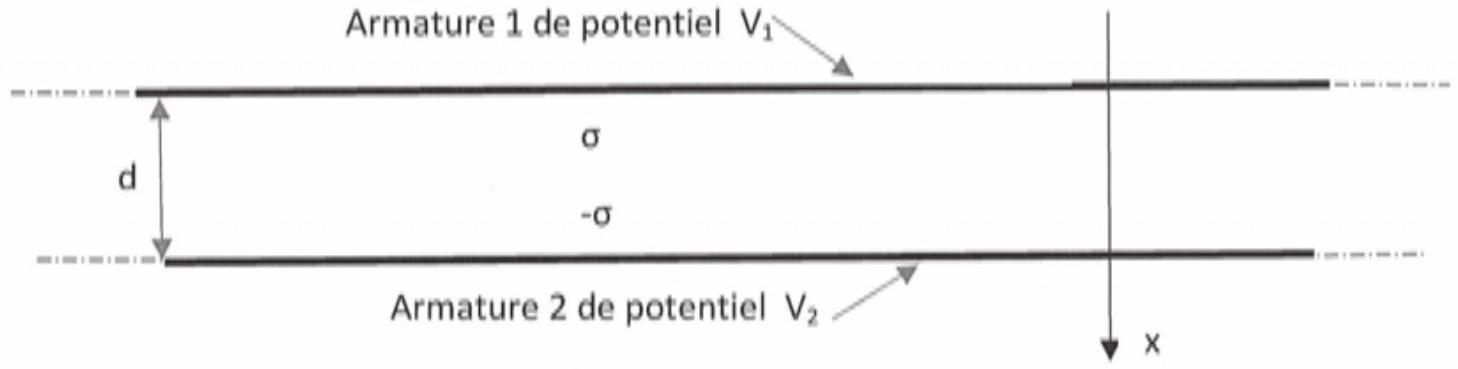 Armature 1 de potentiel V₁
σ
d
-σ
Armature 2 de potentiel V₂
x